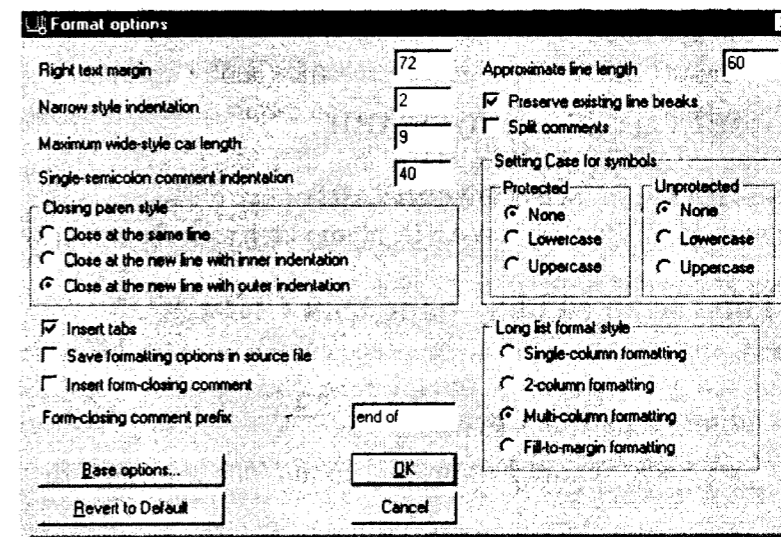 Format options
Right text margin 72
Narrow style indentation 2
Maximum wide-style car length 9
Single-semicolon comment indentation 40
Closing paren style
Close at the same line
Close at the new line with inner indentation
Close at the new line with outer indentation
Insert tabs
Save formatting options in source file
Insert form-closing comment
Form-closing comment prefix end of
Base options...
OK
Revert to Default
Cancel
Approximate line length 60
Preserve existing line breaks
Split comments
Setting Case for symbols
Protected
None
Lowercase
Uppercase
Unprotected
None
Lowercase
Uppercase
Long list format style
Single-column formatting
2-column formatting
Multi-column formatting
Fill-to-margin formatting